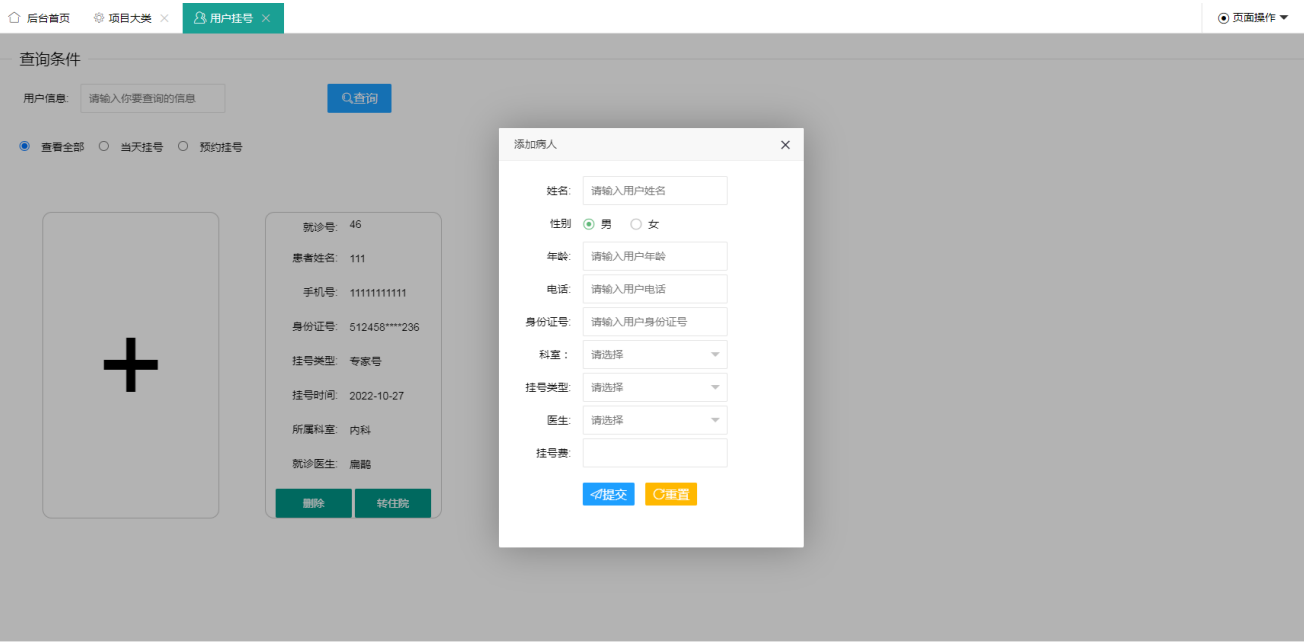 后台首页 项目大类 用户挂号 页面操作
查询条件
用户信息: 请输入你要查询的信息 查询
查看全部 当天挂号 预约挂号
就诊号: 46
患者姓名: 111
手机号: 11111111111
身份证号: 512458****236
挂号类型: 专家号
挂号时间: 2022-10-27
所属科室: 内科
就诊医生: 扁鹊
删除 转住院
添加病人
姓名: 请输入用户姓名
性别 男 女
年龄: 请输入用户年龄
电话: 请输入用户电话
身份证号: 请输入用户身份证号
科室： 请选择
挂号类型: 请选择
医生: 请选择
挂号费:
提交 重置